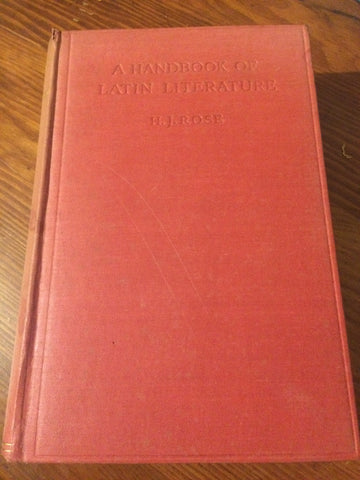 A HANDBOOK OF
LATIN LITERATURE
H. J. ROSE